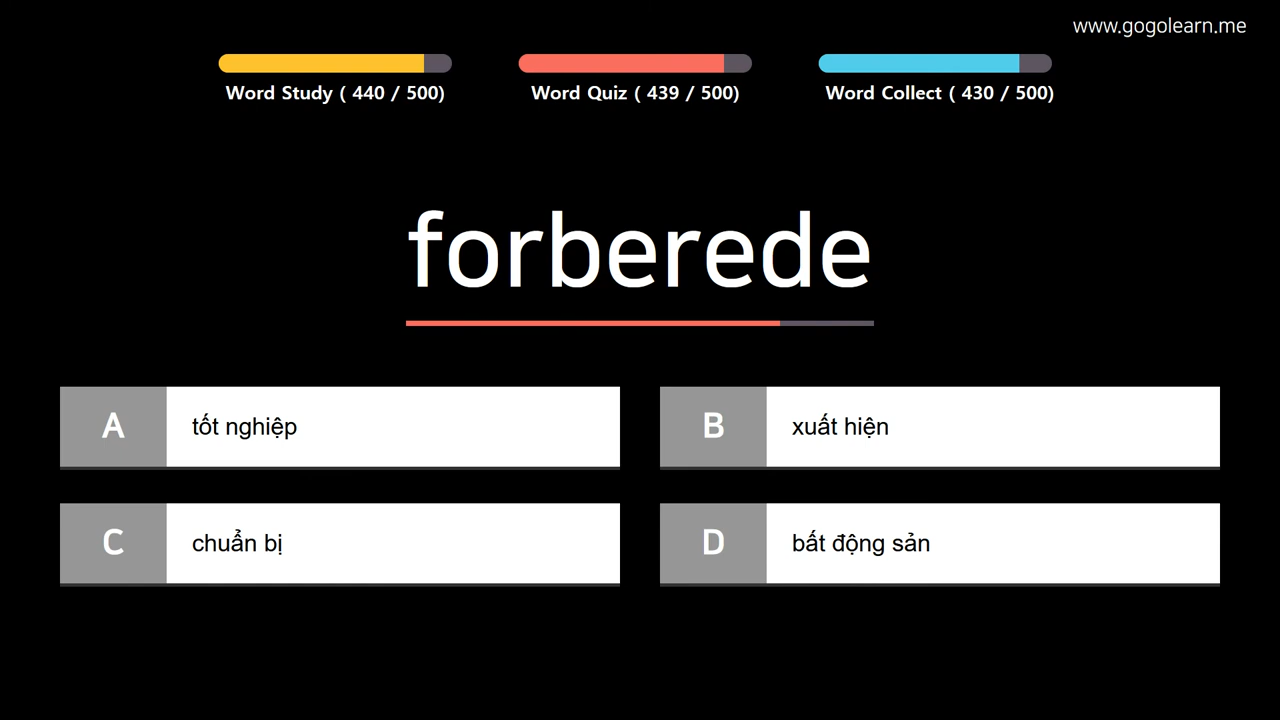 www.gogolearn.me
Word Study ( 440 / 500)
Word Quiz ( 439 / 500)
Word Collect ( 430 / 500)
forberede
A
tốt nghiệp
B
xuất hiện
C
chuẩn bị
D
bất động sản